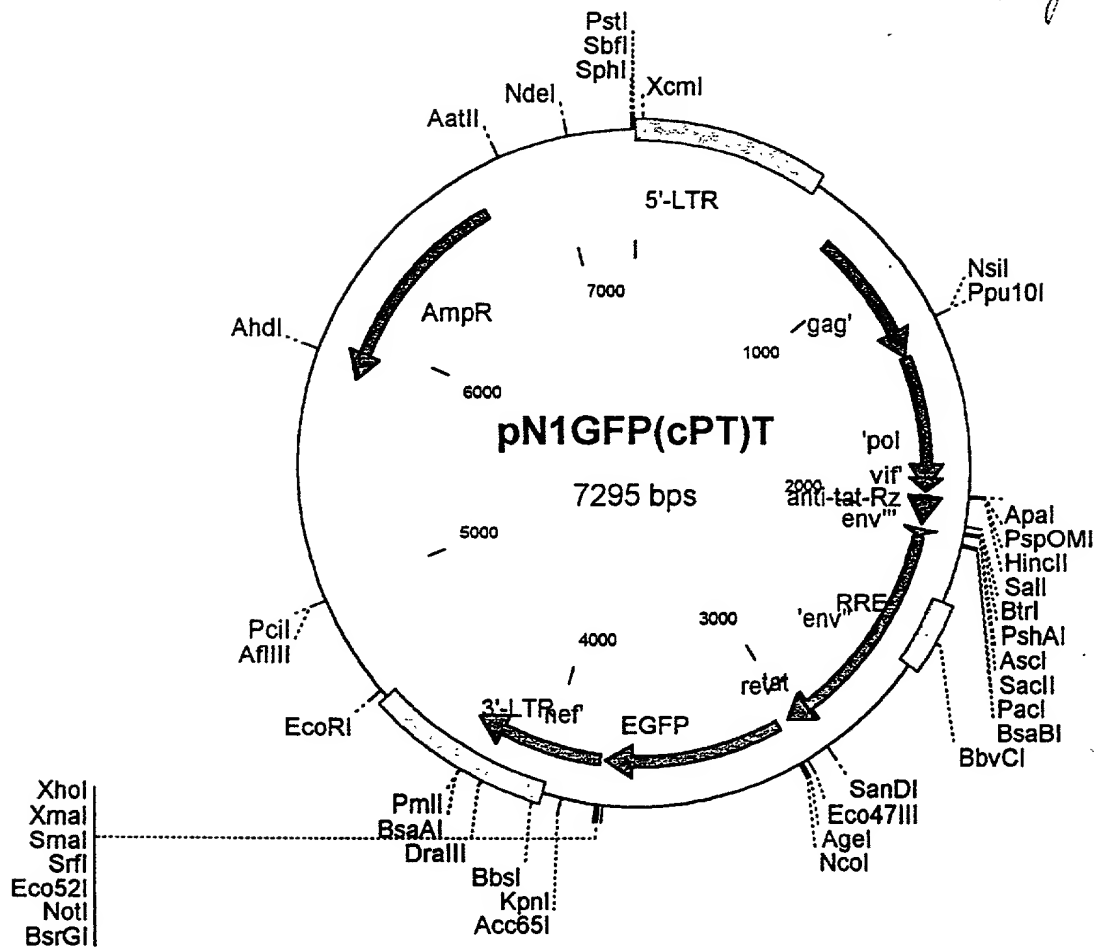 PstI
SbfI
SphI
XcmI
NdeI
AatII
5'-LTR
NsiI
Ppu10I
7000
AmpR
gag'
AhdI
1000
6000
pN1GFP(cPT)T
'pol
vif'
7295 bps
2000
anti-tat-Rz
env'''
ApaI
PspOMI
HincII
SalI
BtrI
PshAI
AscI
SacII
PacI
BsaBI
BbvCI
5000
RRE
'env''
3000
PciI
AflIII
4000
3'-LTR
nef'
EGFP
EcoRI
SanDI
Eco47III
AgeI
NcoI
XhoI
XmaI
SmaI
SrfI
Eco52I
NotI
BsrGI
PmlI
BsaAI
DraIII
BbsI
KpnI
Acc65I